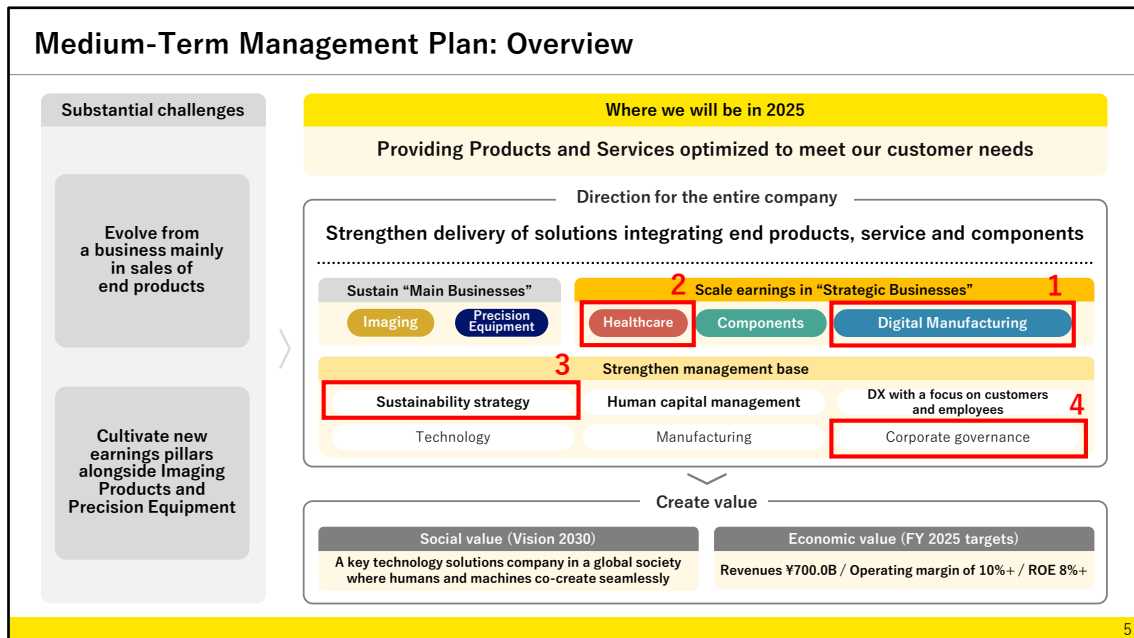 Medium-Term Management Plan: Overview
Substantial challenges
Evolve from
a business mainly
in sales of
end products
Cultivate new
earnings pillars
alongside Imaging
Products and
Precision Equipment
Where we will be in 2025
Providing Products and Services optimized to meet our customer needs
Direction for the entire company
Strengthen delivery of solutions integrating end products, service and components
Sustain “Main Businesses”
Imaging
Precision
Equipment
2
Scale earnings in “Strategic Businesses”
1
Healthcare
Components
Digital Manufacturing
3
Strengthen management base
Sustainability strategy
Human capital management
DX with a focus on customers
and employees
4
Technology
Manufacturing
Corporate governance
Create value
Social value (Vision 2030)
A key technology solutions company in a global society
where humans and machines co-create seamlessly
Economic value (FY 2025 targets)
Revenues ¥700.0B / Operating margin of 10%+ / ROE 8%+
5